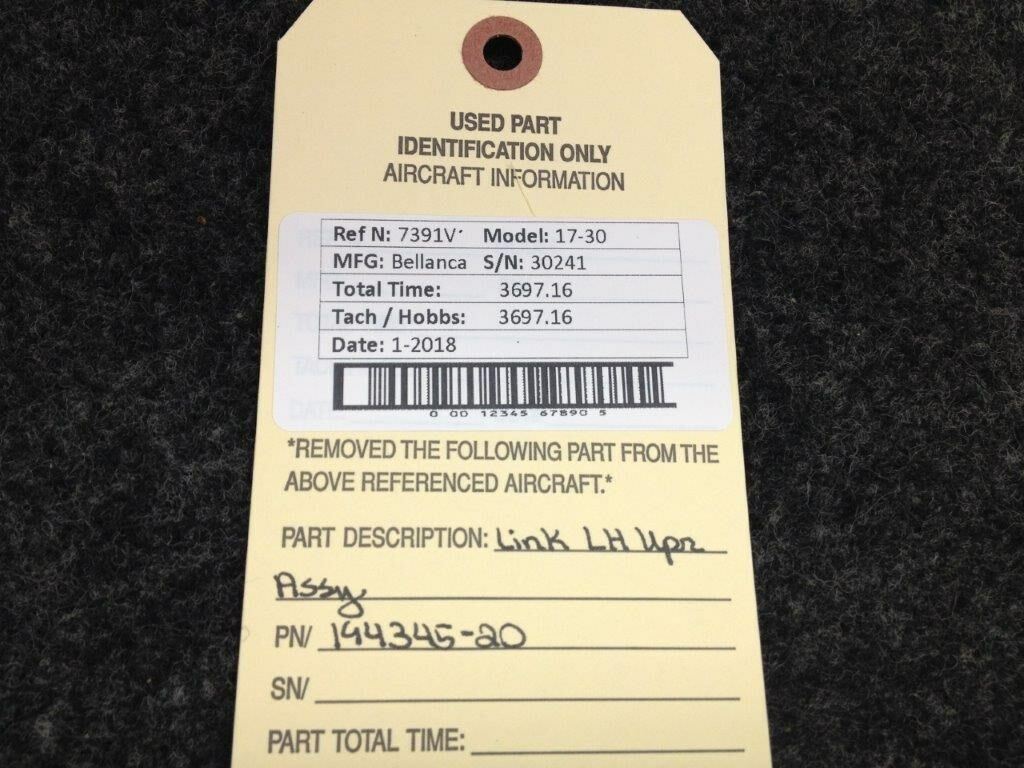 USED PART
IDENTIFICATION ONLY
AIRCRAFT INFORMATION
Ref N: 7391V Model: 17-30
MFG: Bellanca S/N: 30241
Total Time: 3697.16
Tach / Hobbs: 3697.16
Date: 1-2018
0 00 12345 67890 5
*REMOVED THE FOLLOWING PART FROM THE
ABOVE REFERENCED AIRCRAFT.*
PART DESCRIPTION: Link LH Upr
Assy
PN/ 194345-20
SN/
PART TOTAL TIME: